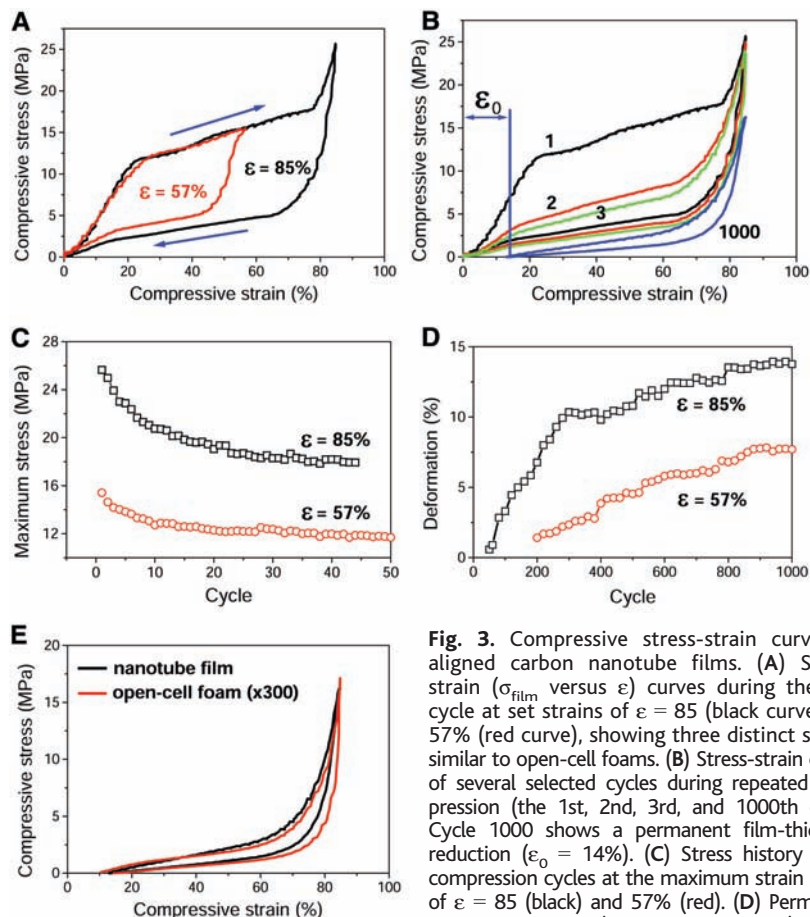 A
25
20
15
10
5
0
Compressive stress (MPa)
ε = 57%
ε = 85%
0 20 40 60 80 100
Compressive strain (%)
B
25
20
15
10
5
0
Compressive stress (MPa)
ε0
1
2
3
1000
0 20 40 60 80 100
Compressive strain (%)
C
28
24
20
16
12
Maximum stress (MPa)
ε = 85%
ε = 57%
0 10 20 30 40 50
Cycle
D
15
10
5
0
Deformation (%)
ε = 85%
ε = 57%
0 200 400 600 800 1000
Cycle
E
20
15
10
5
0
Compressive stress (MPa)
nanotube film
open-cell foam (x300)
0 20 40 60 80 100
Compressive strain (%)
Fig. 3. Compressive stress-strain curv
aligned carbon nanotube films. (A) S
strain (σfilm versus ε) curves during the
cycle at set strains of ε = 85 (black curve
57% (red curve), showing three distinct s
similar to open-cell foams. (B) Stress-strain
of several selected cycles during repeated
pression (the 1st, 2nd, 3rd, and 1000th
Cycle 1000 shows a permanent film-thi
reduction (ε0 = 14%). (C) Stress history
compression cycles at the maximum strain
of ε = 85 (black) and 57% (red). (D) Perm